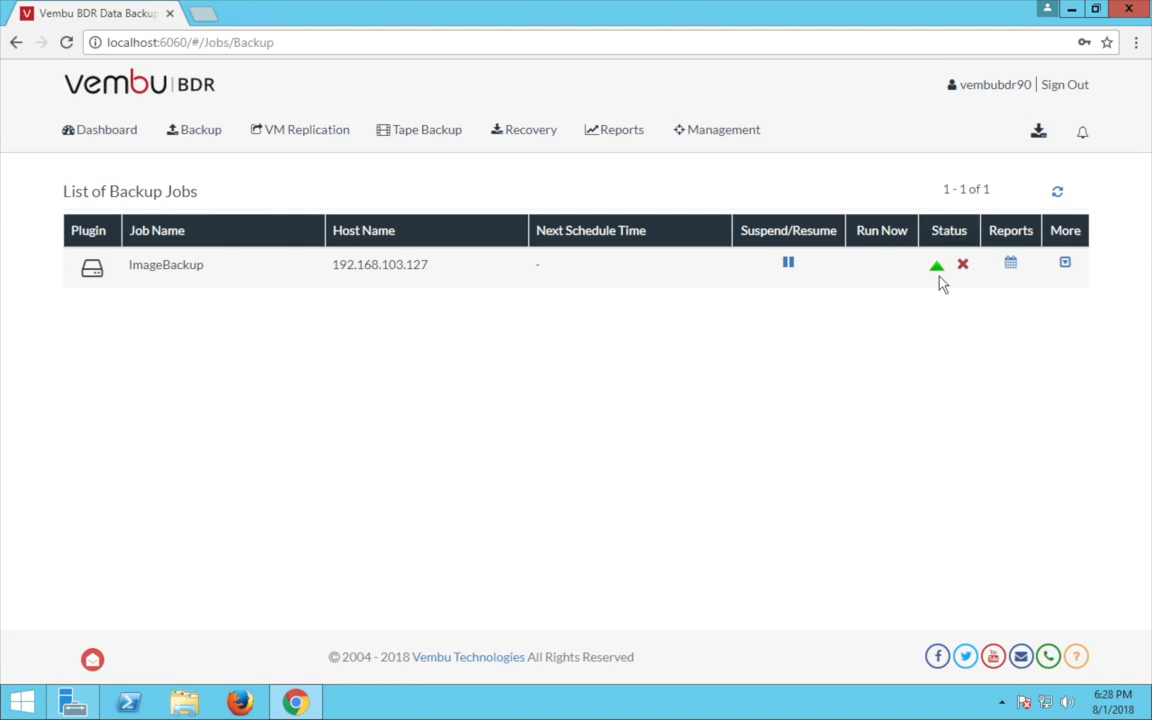 Vembu BDR Data Backup
localhost:6060/#/Jobs/Backup
vembu BDR
vembubdr90 | Sign Out
Dashboard Backup VM Replication Tape Backup Recovery Reports Management
List of Backup Jobs
1 - 1 of 1
Plugin Job Name Host Name Next Schedule Time Suspend/Resume Run Now Status Reports More
ImageBackup 192.168.103.127 -
© 2004 - 2018 Vembu Technologies All Rights Reserved
6:28 PM
8/1/2018